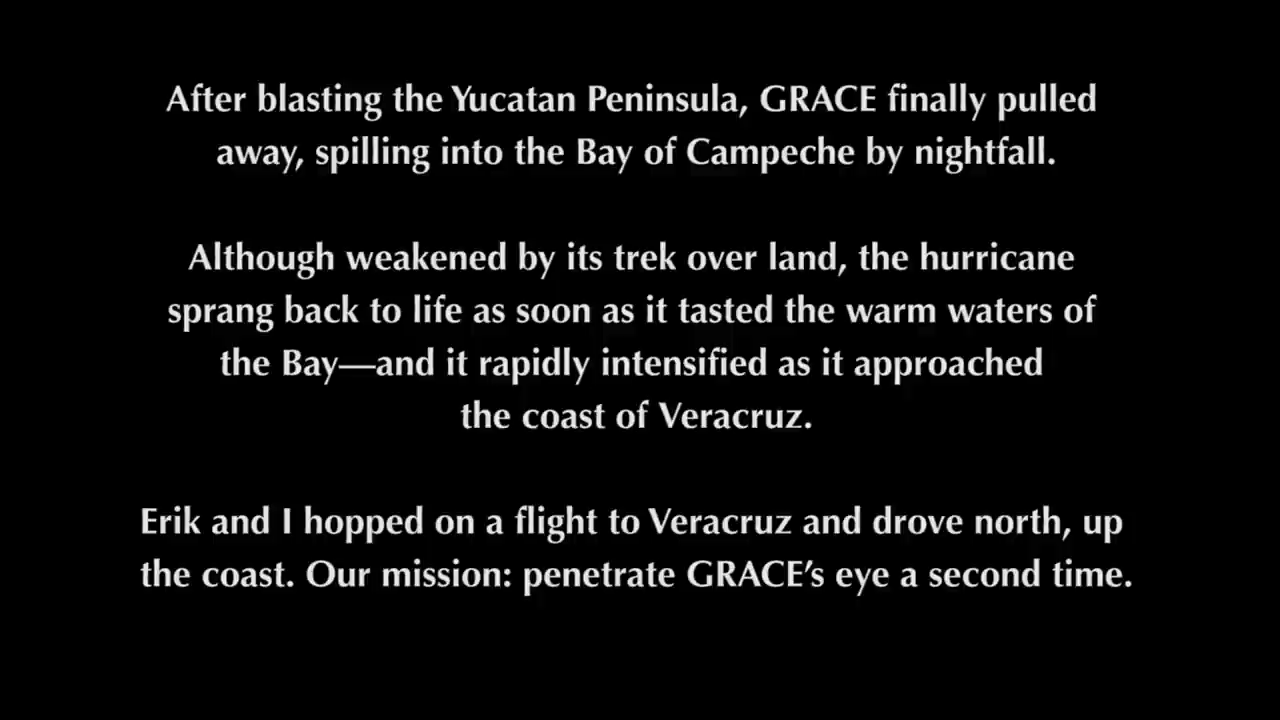 After blasting the Yucatan Peninsula, GRACE finally pulled
away, spilling into the Bay of Campeche by nightfall.
Although weakened by its trek over land, the hurricane
sprang back to life as soon as it tasted the warm waters of
the Bay—and it rapidly intensified as it approached
the coast of Veracruz.
Erik and I hopped on a flight to Veracruz and drove north, up
the coast. Our mission: penetrate GRACE’s eye a second time.